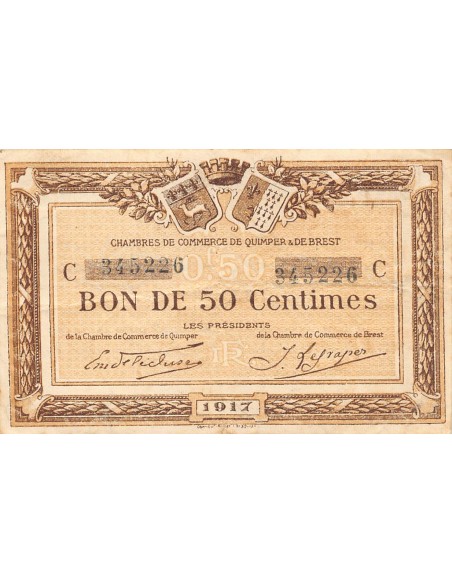 CHAMBRES DE COMMERCE DE QUIMPER & DE BREST
C 345226 0,50 345226 C
BON DE 50 Centimes
LES PRÉSIDENTS
de la Chambre de Commerce de Quimper de la Chambre de Commerce de Brest
RF
1917